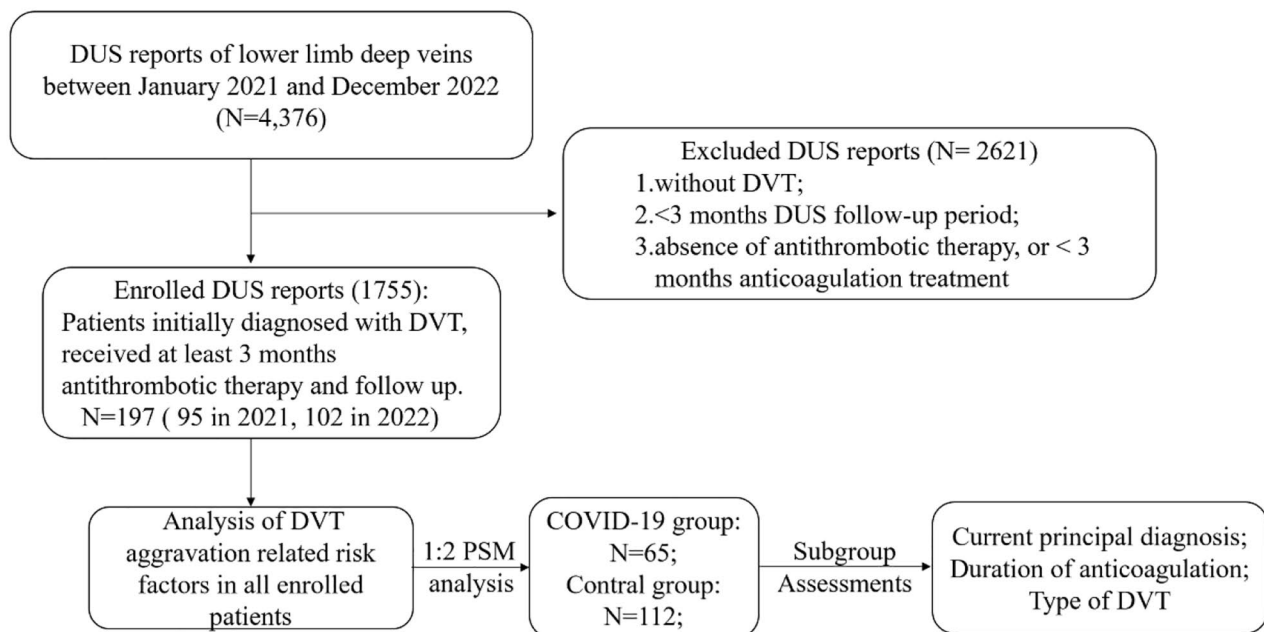 DUS reports of lower limb deep veins
between January 2021 and December 2022
(N=4,376)
Excluded DUS reports (N= 2621)
1.without DVT;
2.<3 months DUS follow-up period;
3.absence of antithrombotic therapy, or < 3
months anticoagulation treatment
Enrolled DUS reports (1755):
Patients initially diagnosed with DVT,
received at least 3 months
antithrombotic therapy and follow up.
N=197 ( 95 in 2021, 102 in 2022)
Analysis of DVT
aggravation related risk
factors in all enrolled
patients
1:2 PSM
analysis
COVID-19 group:
N=65;
Contral group:
N=112;
Subgroup
Assessments
Current principal diagnosis;
Duration of anticoagulation;
Type of DVT